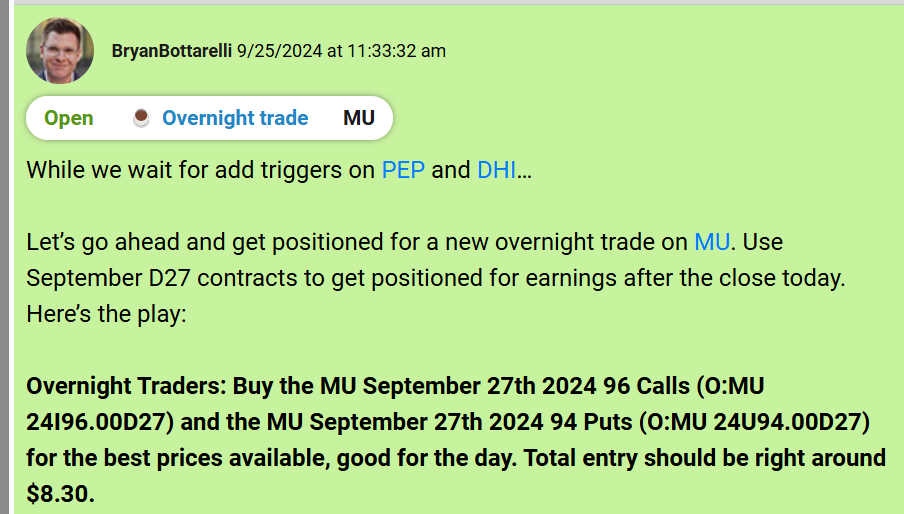 BryanBottarelli 9/25/2024 at 11:33:32 am
Open Overnight trade MU
While we wait for add triggers on PEP and DHI…
Let’s go ahead and get positioned for a new overnight trade on MU. Use
September D27 contracts to get positioned for earnings after the close today.
Here’s the play:
Overnight Traders: Buy the MU September 27th 2024 96 Calls (O:MU
24I96.00D27) and the MU September 27th 2024 94 Puts (O:MU 24U94.00D27)
for the best prices available, good for the day. Total entry should be right around
$8.30.